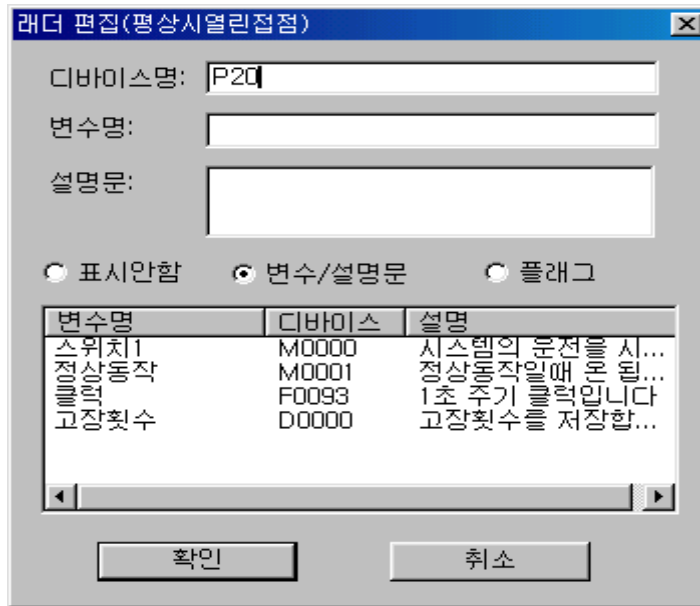 래더 편집(평상시열린접점)
디바이스명: P20
변수명:
설명문:
표시안함 변수/설명문 플래그
변수명 디바이스 설명
스위치1 M0000 시스템의 운전을 시...
정상동작 M0001 정상동작일때 온 됩...
클럭 F0093 1초 주기 클럭입니다
고장횟수 D0000 고장횟수를 저장합...
확인 취소